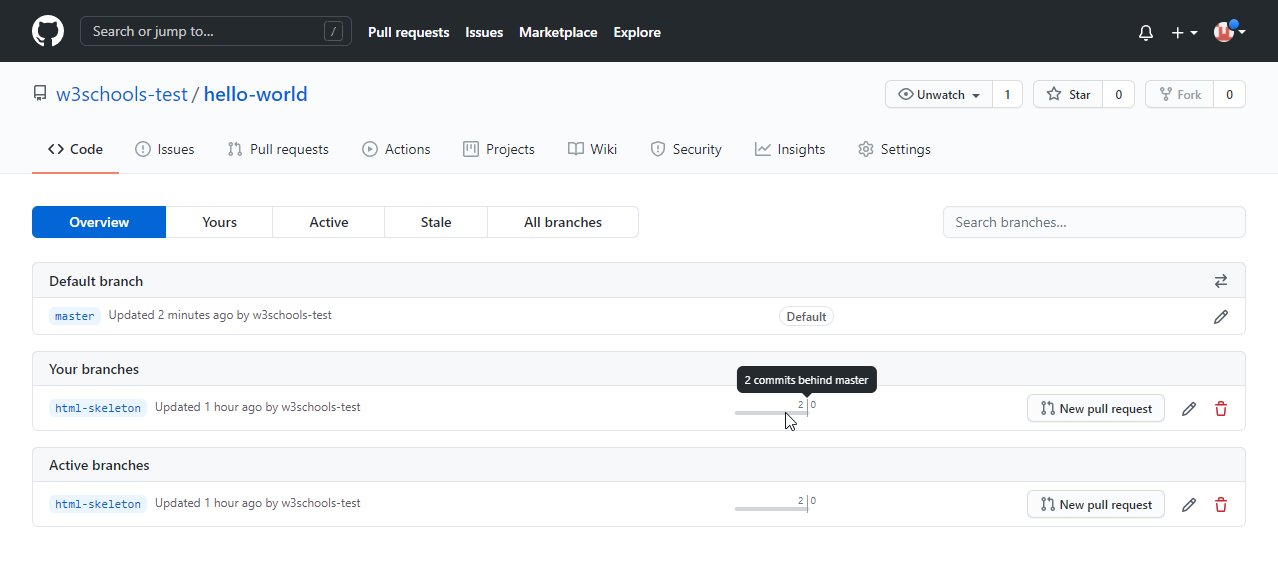 Search or jump to... / Pull requests Issues Marketplace Explore
w3schools-test / hello-world Unwatch 1 Star 0 Fork 0
Code Issues Pull requests Actions Projects Wiki Security Insights Settings
Overview Yours Active Stale All branches Search branches...
Default branch
master Updated 2 minutes ago by w3schools-test Default
Your branches
2 commits behind master
html-skeleton Updated 1 hour ago by w3schools-test 2 0 New pull request
Active branches
html-skeleton Updated 1 hour ago by w3schools-test 2 0 New pull request